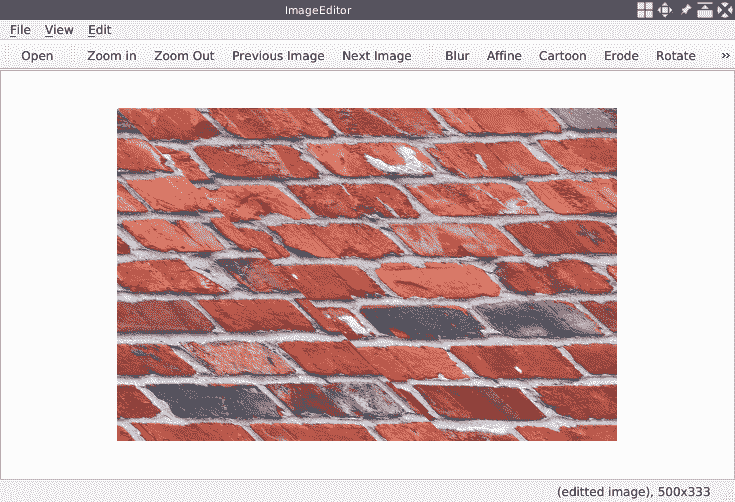 ImageEditor
File View Edit
Open Zoom in Zoom Out Previous Image Next Image Blur Affine Cartoon Erode Rotate »
(editted image), 500x333